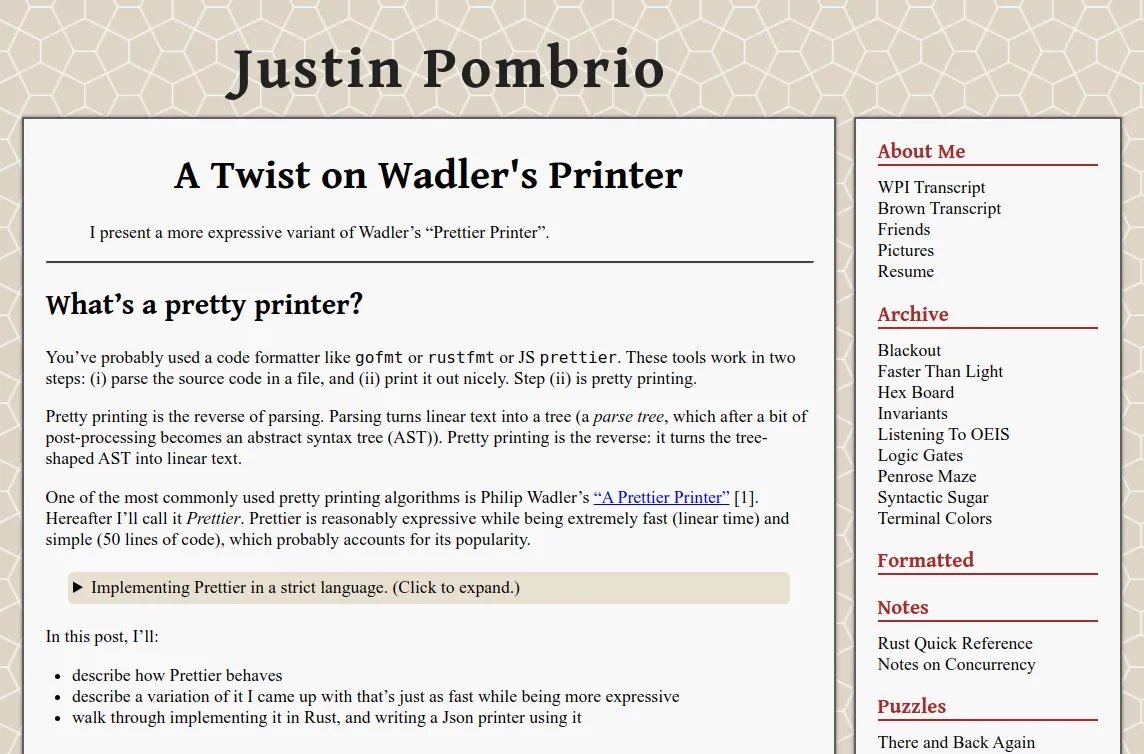 Justin Pombrio
A Twist on Wadler's Printer
I present a more expressive variant of Wadler’s “Prettier Printer”.
What’s a pretty printer?
You’ve probably used a code formatter like gofmt or rustfmt or JS prettier. These tools work in two
steps: (i) parse the source code in a file, and (ii) print it out nicely. Step (ii) is pretty printing.
Pretty printing is the reverse of parsing. Parsing turns linear text into a tree (a parse tree, which after a bit of
post-processing becomes an abstract syntax tree (AST)). Pretty printing is the reverse: it turns the tree-
shaped AST into linear text.
One of the most commonly used pretty printing algorithms is Philip Wadler’s “A Prettier Printer” [1].
Hereafter I’ll call it Prettier. Prettier is reasonably expressive while being extremely fast (linear time) and
simple (50 lines of code), which probably accounts for its popularity.
Implementing Prettier in a strict language. (Click to expand.)
In this post, I’ll:
describe how Prettier behaves
describe a variation of it I came up with that’s just as fast while being more expressive
walk through implementing it in Rust, and writing a Json printer using it
About Me
WPI Transcript
Brown Transcript
Friends
Pictures
Resume
Archive
Blackout
Faster Than Light
Hex Board
Invariants
Listening To OEIS
Logic Gates
Penrose Maze
Syntactic Sugar
Terminal Colors
Formatted
Notes
Rust Quick Reference
Notes on Concurrency
Puzzles
There and Back Again